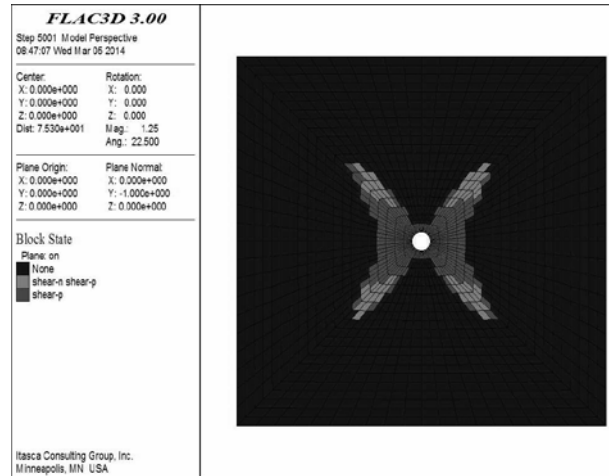 FLAC3D 3.00
Step 5001 Model Perspective
08:47:07 Wed Mar 05 2014
Center: Rotation:
X: 0.000e+000 X: 0.000
Y: 0.000e+000 Y: 0.000
Z: 0.000e+000 Z: 0.000
Dist: 7.530e+001 Mag.: 1.25
Ang.: 22.500
Plane Origin: Plane Normal:
X: 0.000e+000 X: 0.000e+000
Y: 0.000e+000 Y: -1.000e+000
Z: 0.000e+000 Z: 0.000e+000
Block State
Plane: on
None
shear-n shear-p
shear-p
Itasca Consulting Group, Inc.
Minneapolis, MN USA